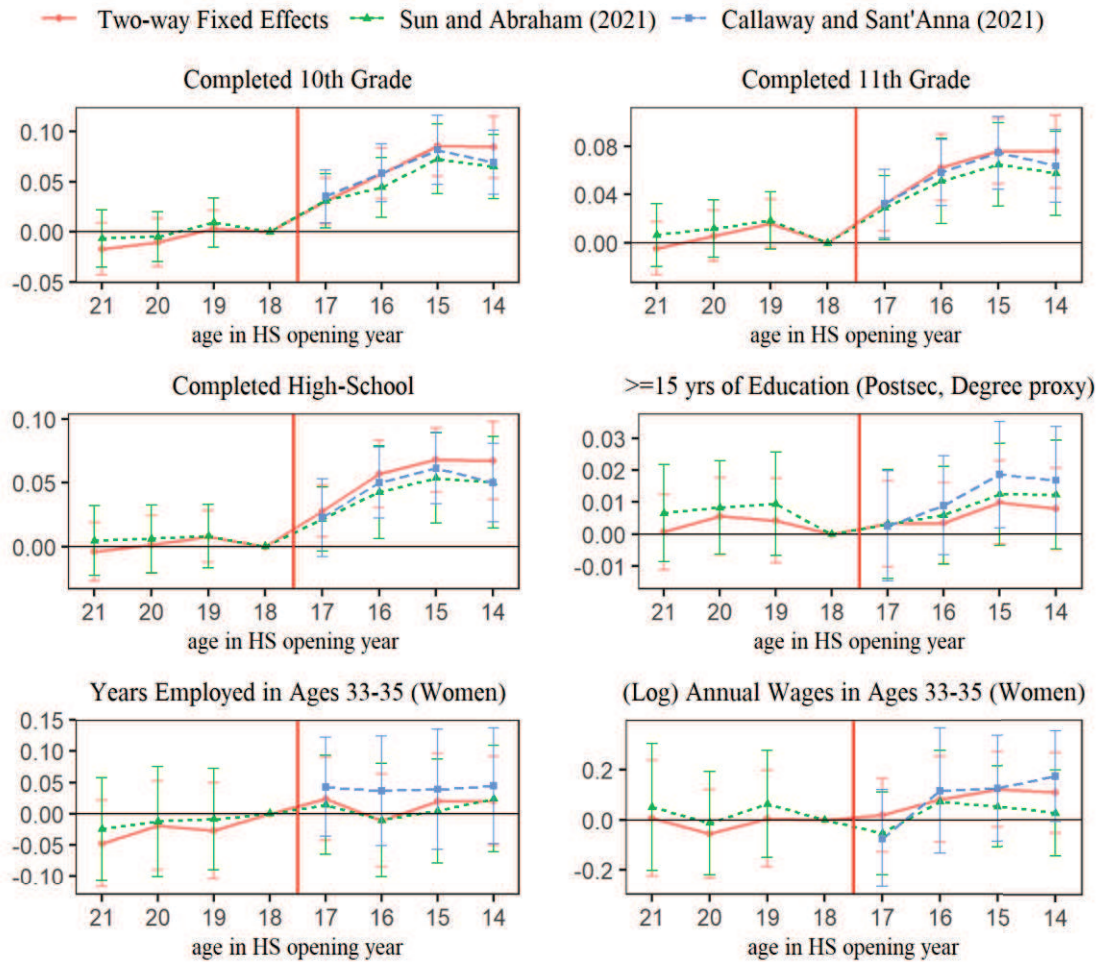 Two-way Fixed Effects Sun and Abraham (2021) Callaway and Sant'Anna (2021)
Completed 10th Grade
0.10
0.05
0.00
-0.05
21 20 19 18 17 16 15 14
age in HS opening year
Completed 11th Grade
0.08
0.04
0.00
21 20 19 18 17 16 15 14
age in HS opening year
Completed High-School
0.10
0.05
0.00
21 20 19 18 17 16 15 14
age in HS opening year
>=15 yrs of Education (Postsec, Degree proxy)
0.03
0.02
0.01
0.00
-0.01
21 20 19 18 17 16 15 14
age in HS opening year
Years Employed in Ages 33-35 (Women)
0.15
0.10
0.05
0.00
-0.05
-0.10
21 20 19 18 17 16 15 14
age in HS opening year
(Log) Annual Wages in Ages 33-35 (Women)
0.2
0.0
-0.2
21 20 19 18 17 16 15 14
age in HS opening year